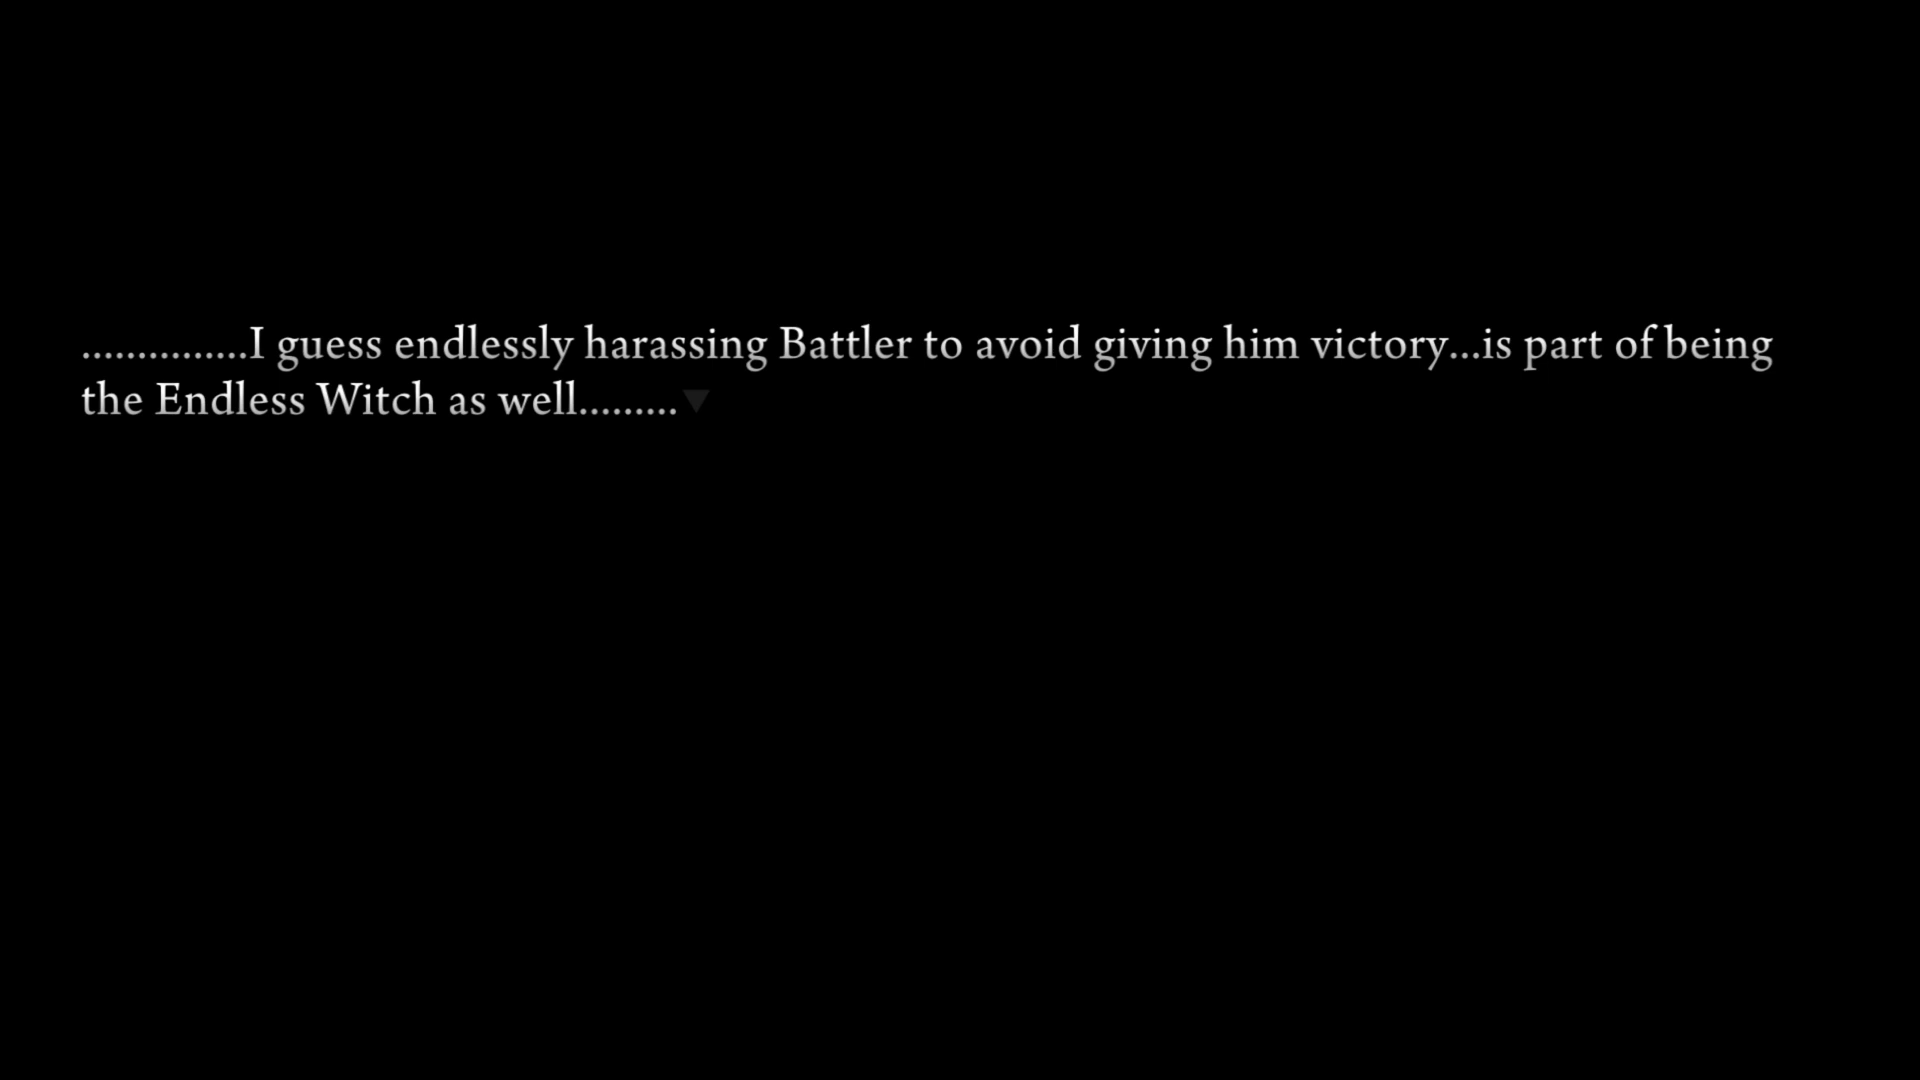 ...............I guess endlessly harassing Battler to avoid giving him victory...is part of being
the Endless Witch as well.........